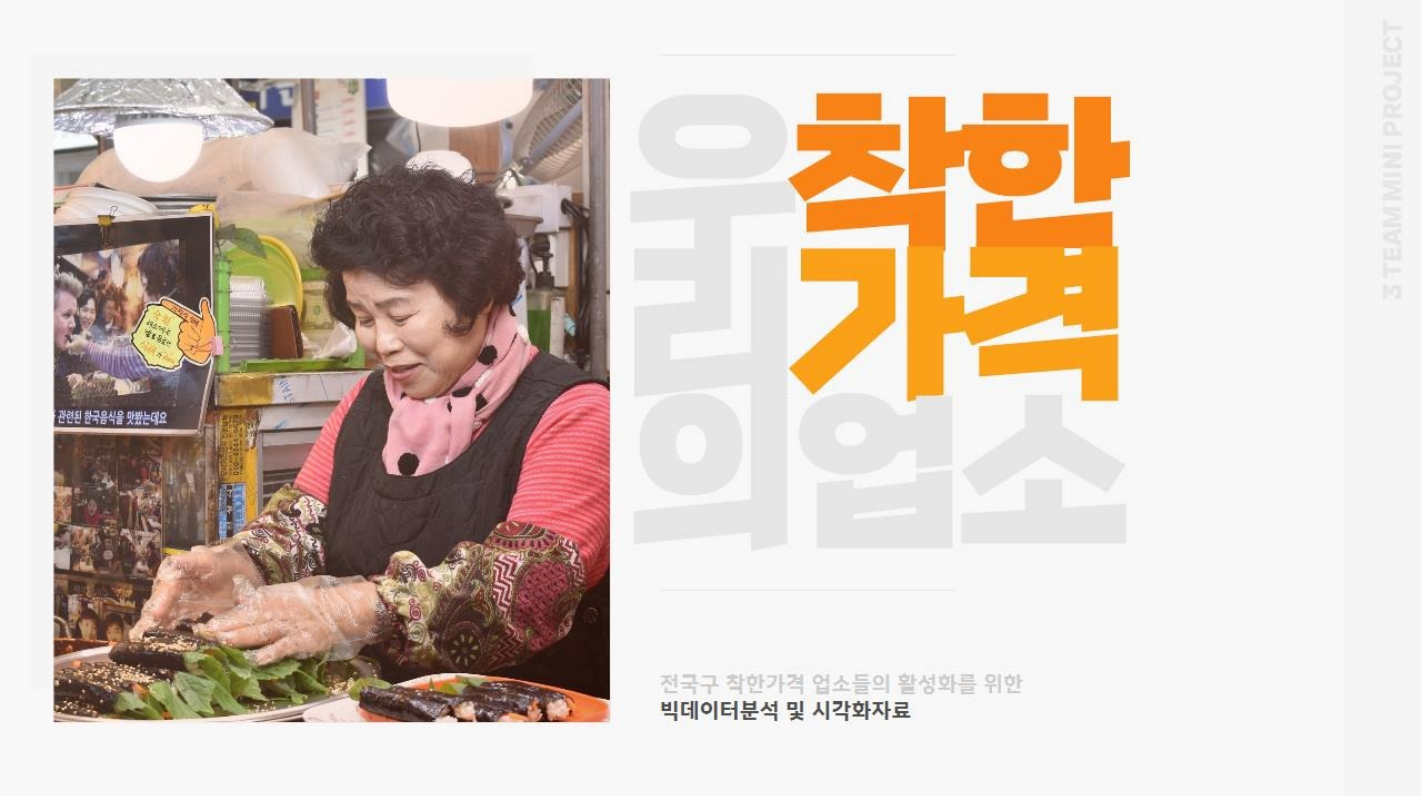 우 착한
리 가격
의 업소
전국구 착한가격 업소들의 활성화를 위한
빅데이터분석 및 시각화자료
3 TEAM MINI PROJECT
관련된 한국음식을 맛봤는데요